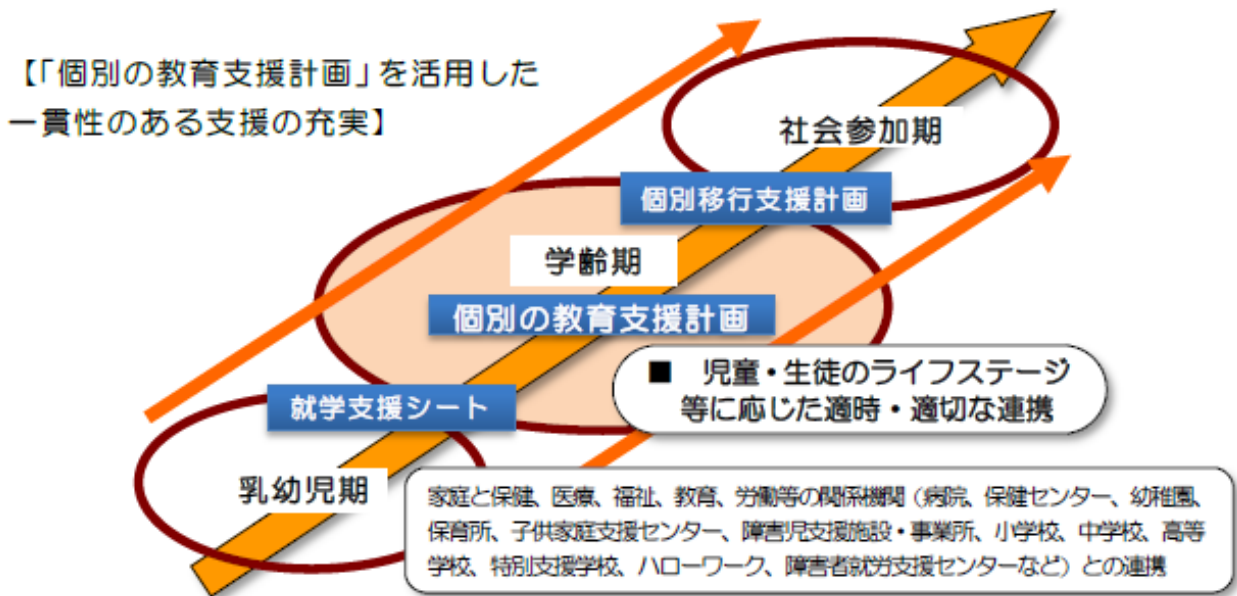 【「個別の教育支援計画」を活用した
一貫性のある支援の充実】
社会参加期
個別移行支援計画
学齢期
個別の教育支援計画
■ 児童・生徒のライフステージ
等に応じた適時・適切な連携
就学支援シート
乳幼児期
家庭と保健、医療、福祉、教育、労働等の関係機関（病院、保健センター、幼稚園、
保育所、子供家庭支援センター、障害児支援施設・事業所、小学校、中学校、高等
学校、特別支援学校、ハローワーク、障害者就労支援センターなど）との連携